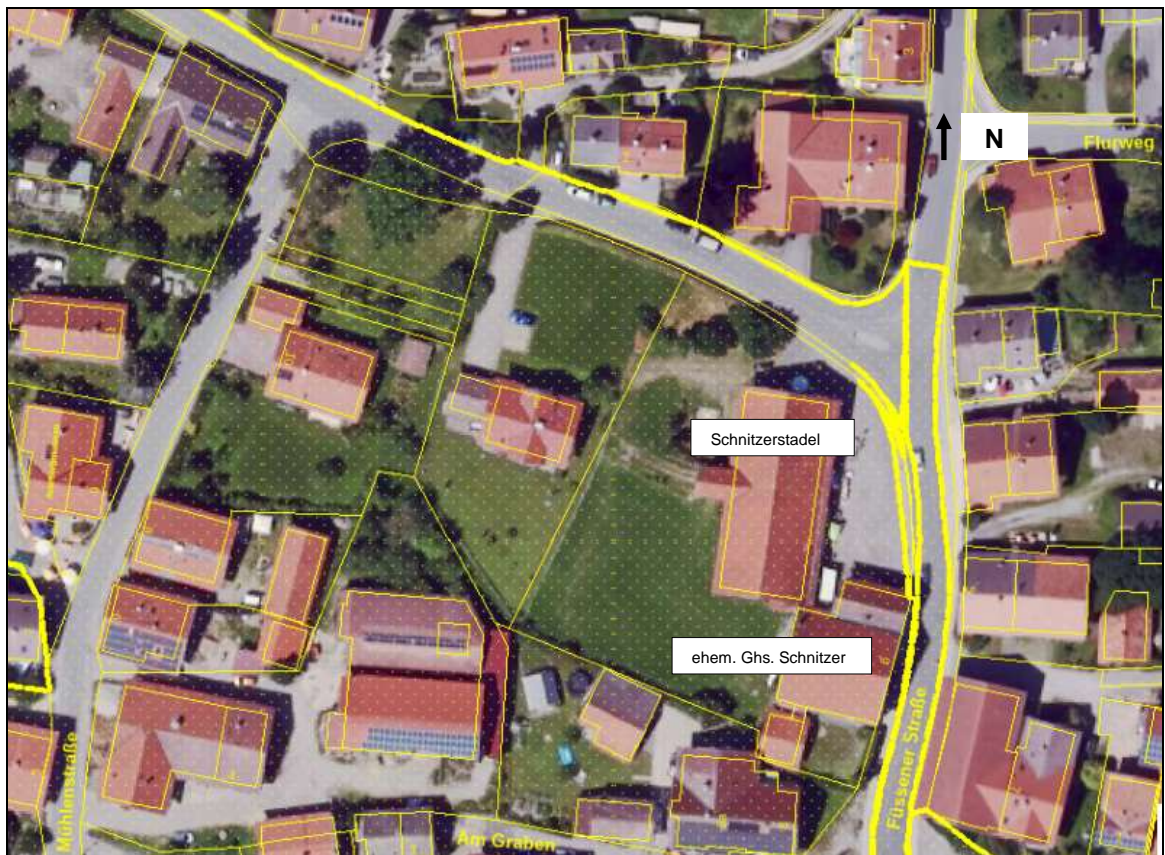 N
Flurweg
Schnitzerstadel
ehem. Ghs. Schnitzer
Füssener Straße
Mühlenstraße
Am Graben